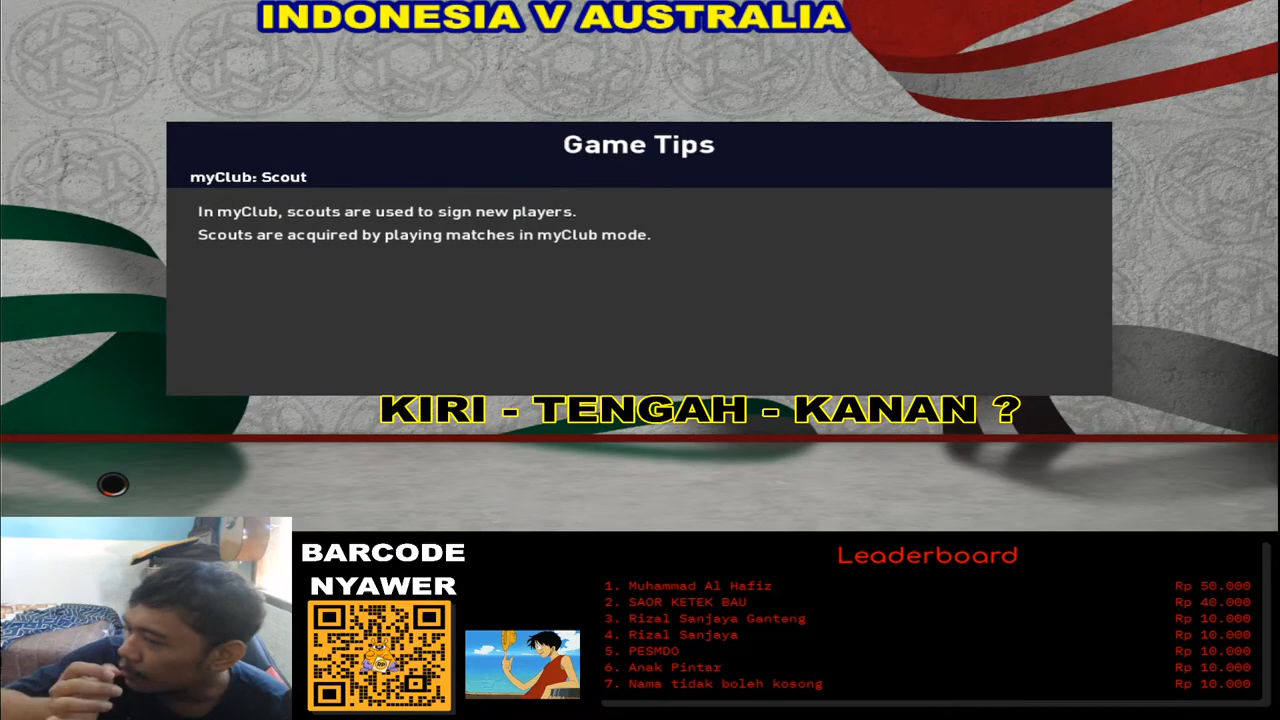 INDONESIA V AUSTRALIA
Game Tips
myClub: Scout
In myClub, scouts are used to sign new players.
Scouts are acquired by playing matches in myClub mode.
KIRI - TENGAH - KANAN ?
BARCODE
NYAWER
Leaderboard
1. Muhammad Al Hafiz Rp 50.000
2. SAOR KETEK BAU Rp 40.000
3. Rizal Sanjaya Ganteng Rp 10.000
4. Rizal Sanjaya Rp 10.000
5. PESMDO Rp 10.000
6. Anak Pintar Rp 10.000
7. Nama tidak boleh kosong Rp 10.000